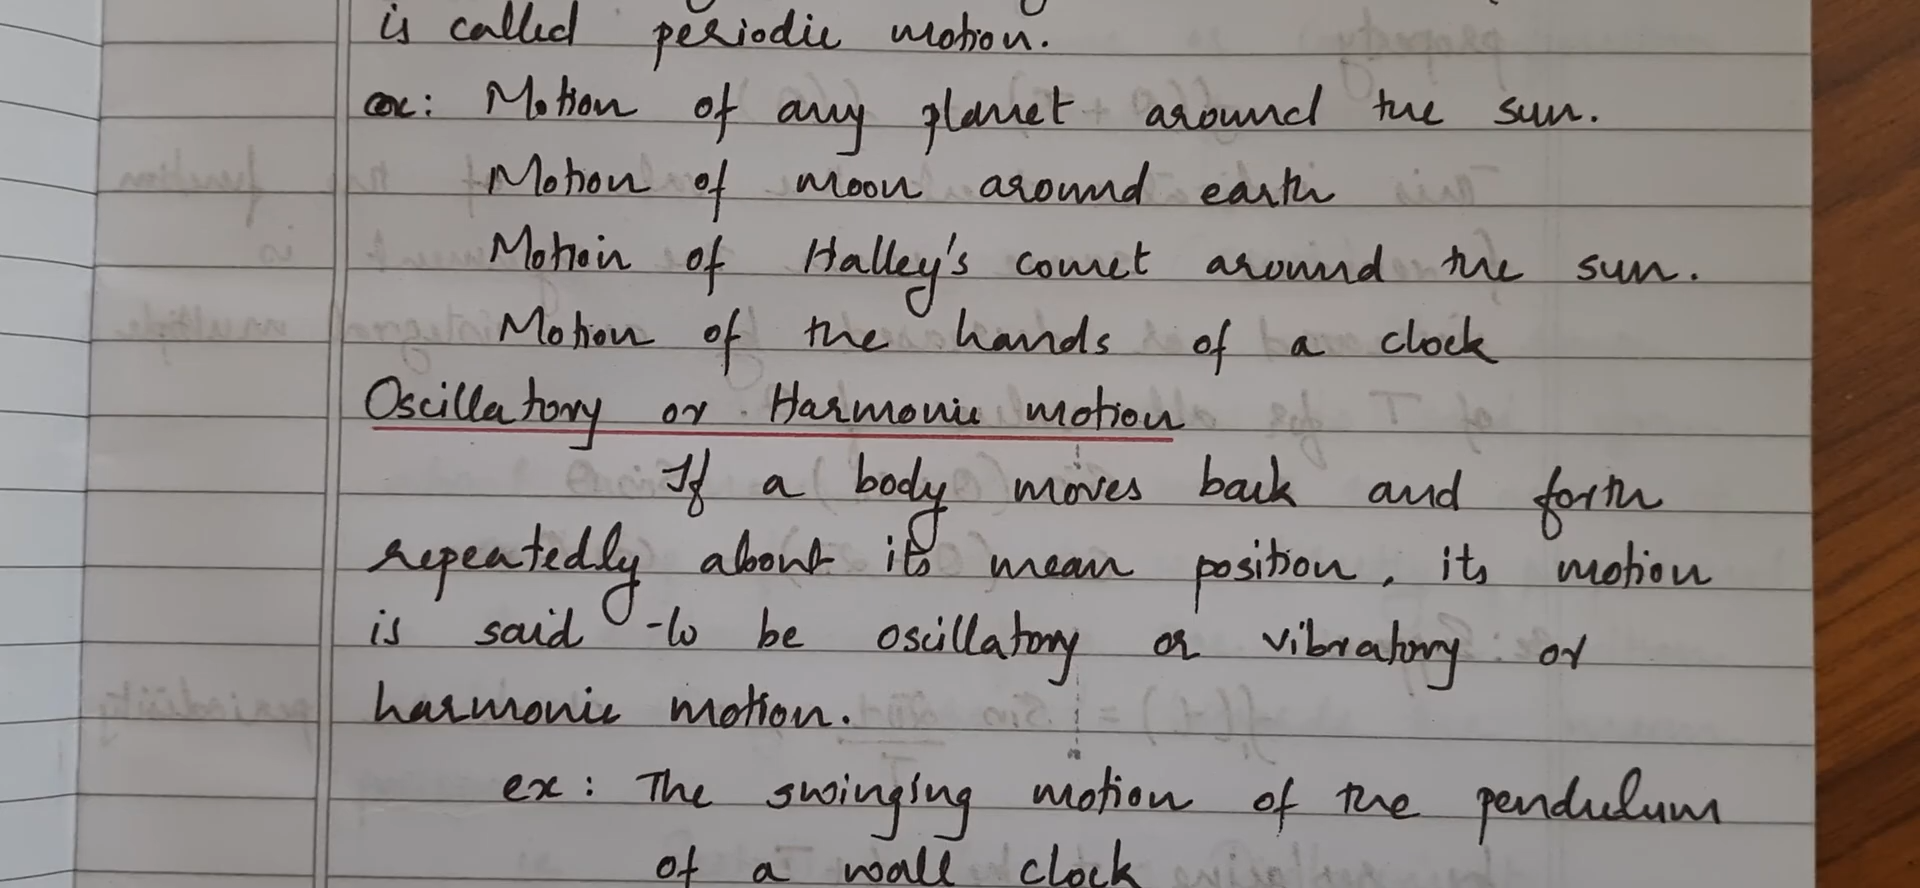 is called periodic motion.
ex: Motion of any planet around the sun.
Motion of moon around earth
Motion of Halley's comet around the sun.
Motion of the hands of a clock
Oscillatory or Harmonic motion
If a body moves back and forth
repeatedly about its mean position, its motion
is said to be oscillatory or vibratory or
harmonic motion.
ex: The swinging motion of the pendulum
of a wall clock